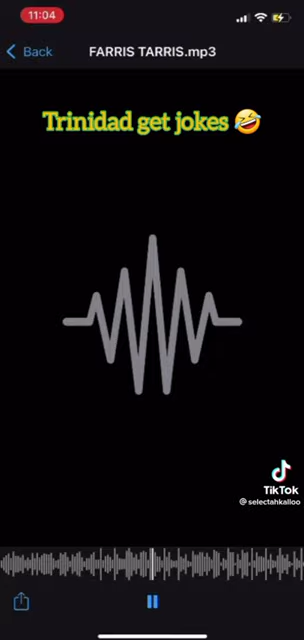 11:04
Back
FARRIS TARRIS.mp3
Trinidad get jokes 🤣
TikTok
@selectahkalloo